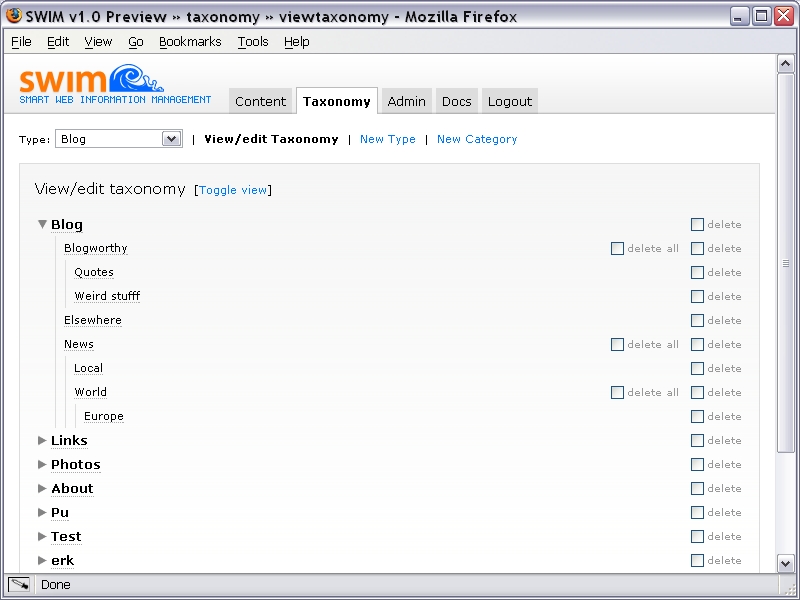 SWIM v1.0 Preview » taxonomy » viewtaxonomy - Mozilla Firefox
File Edit View Go Bookmarks Tools Help
swim
SMART WEB INFORMATION MANAGEMENT
Content Taxonomy Admin Docs Logout
Type: Blog | View/edit Taxonomy | New Type | New Category
View/edit taxonomy [Toggle view]
Blog delete
Blogworthy delete all delete
Quotes delete
Weird stufff delete
Elsewhere delete
News delete all delete
Local delete
World delete all delete
Europe delete
Links delete
Photos delete
About delete
Pu delete
Test delete
erk delete
Done